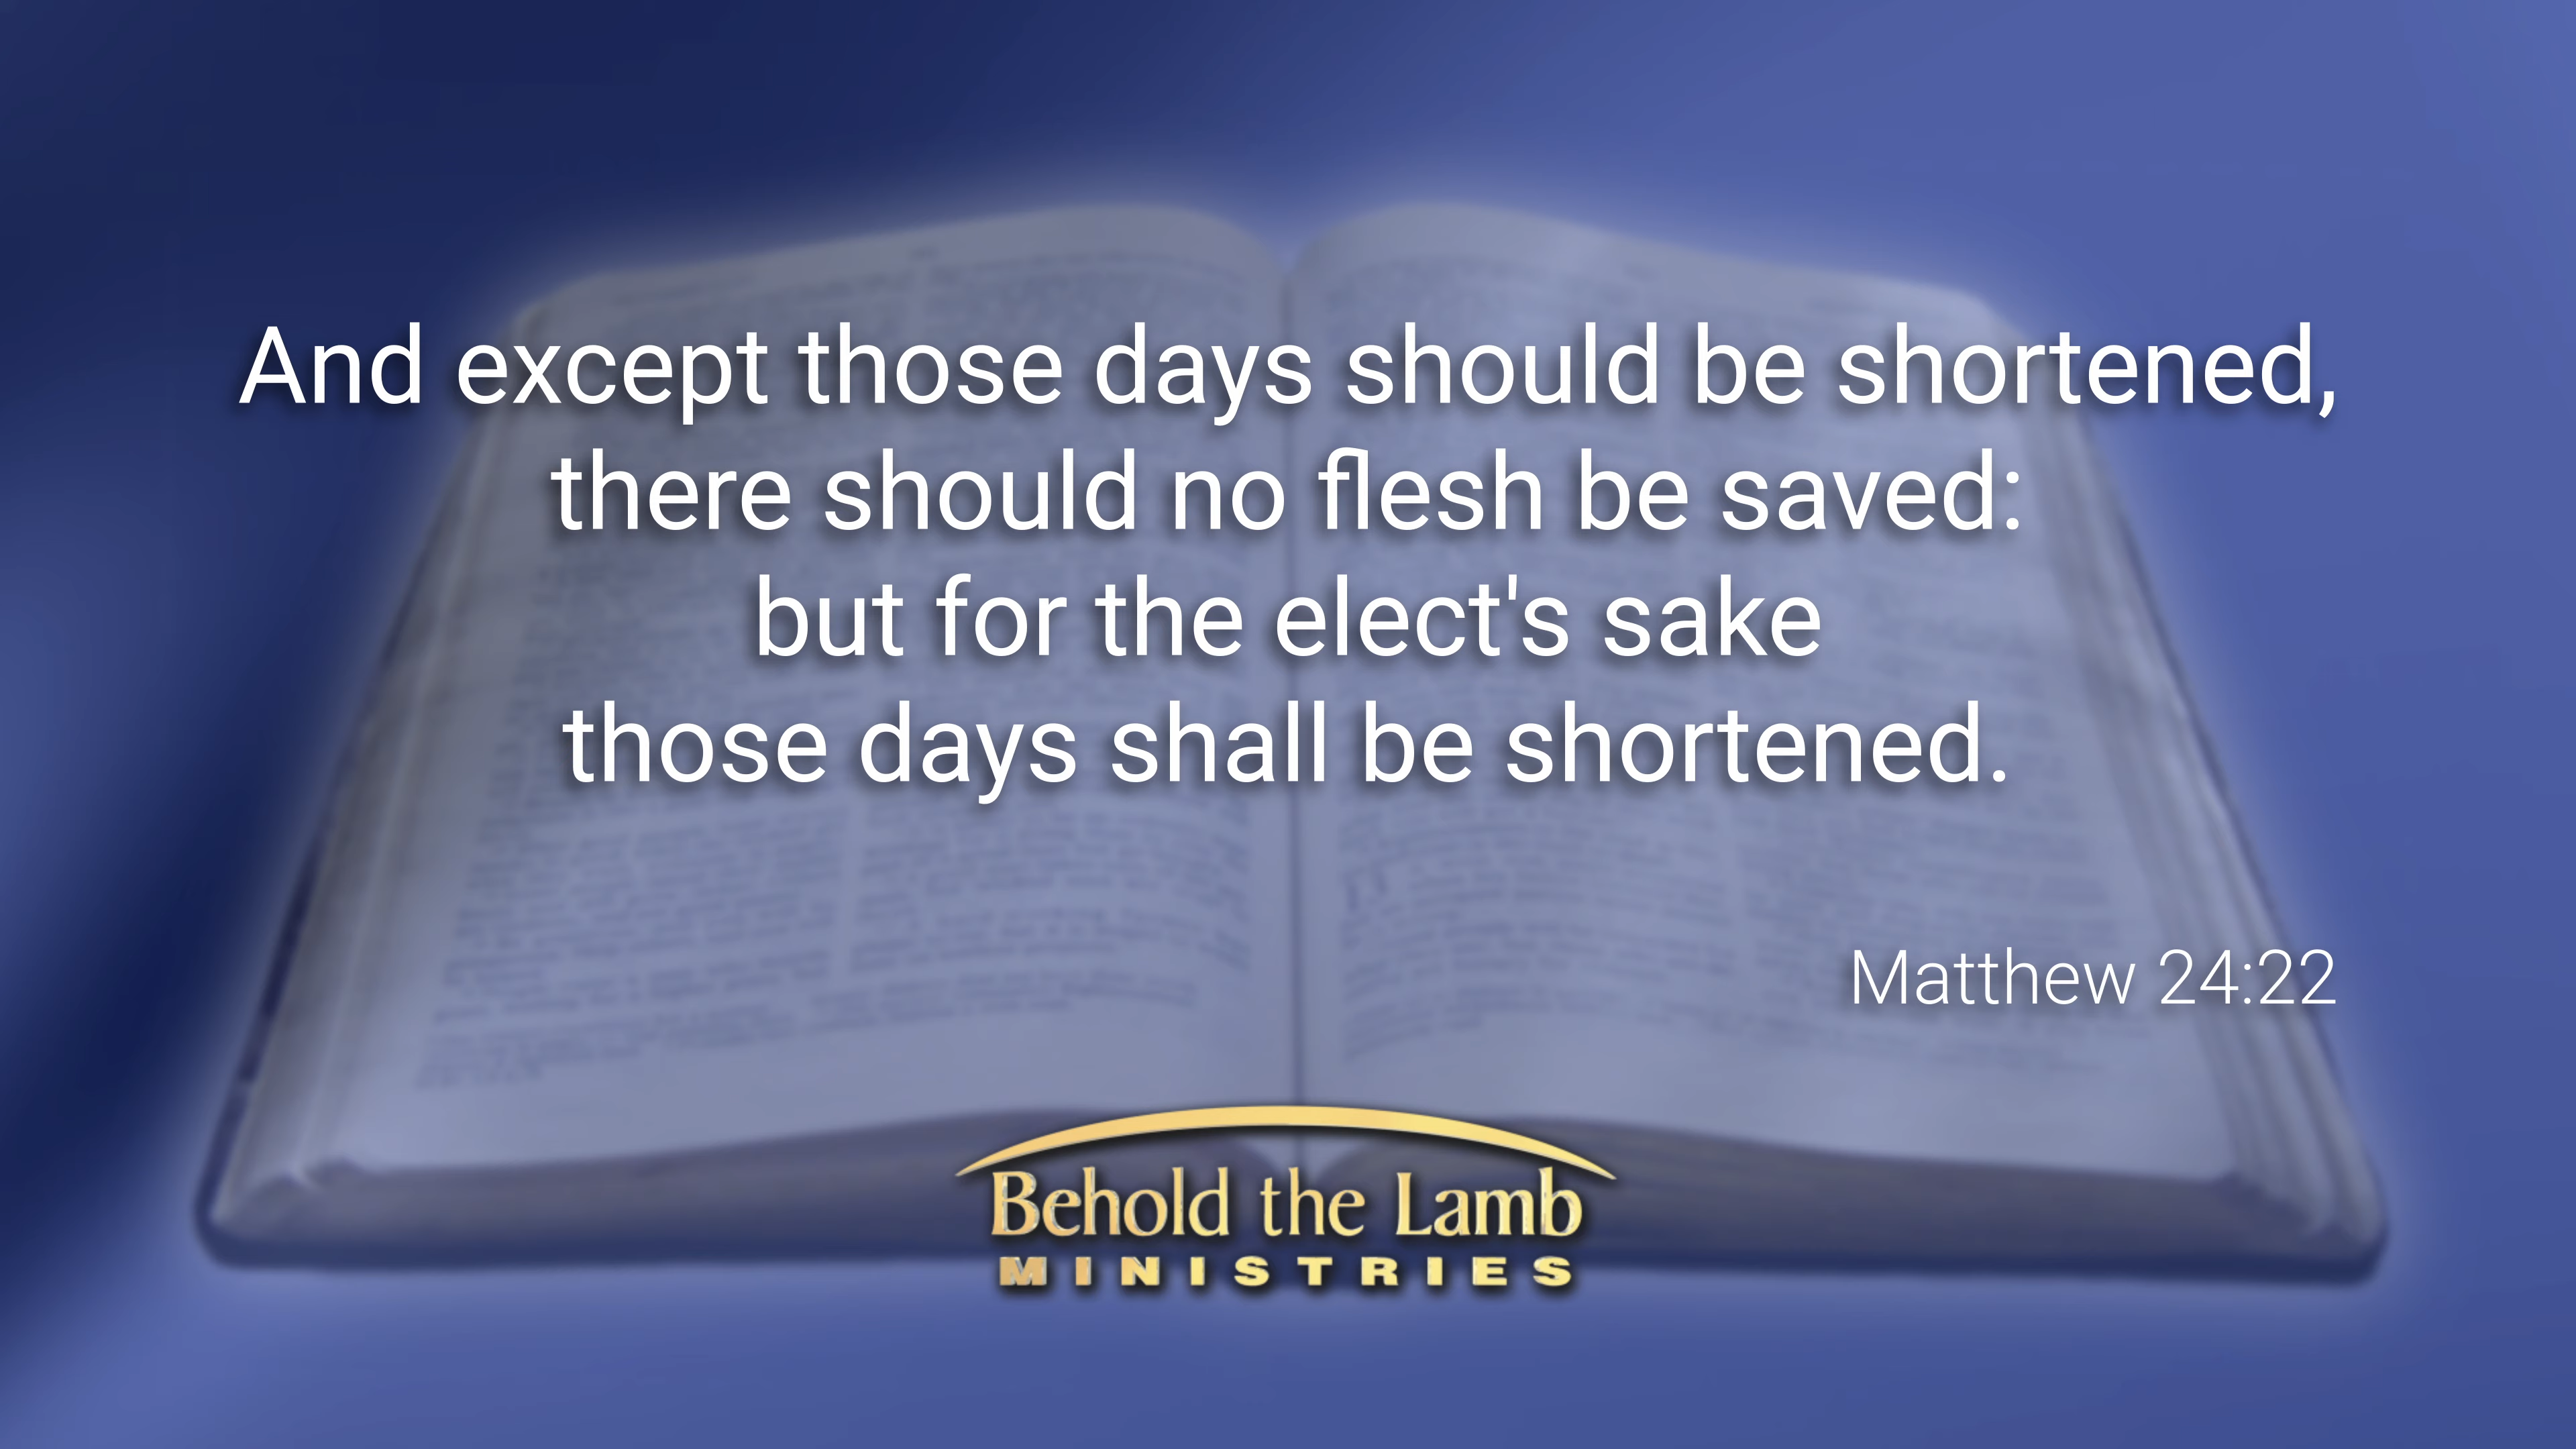 And except those days should be shortened,
there should no flesh be saved:
but for the elect's sake
those days shall be shortened.
Matthew 24:22
Behold the Lamb
MINISTRIES